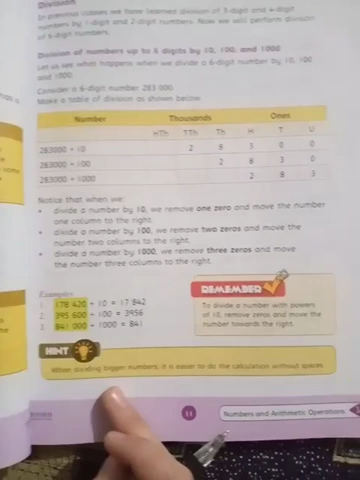 Division
In previous classes we have learned division of 3-digit and 4-digit
numbers by 1-digit and 2-digit numbers. Now we will perform division
of 6-digit numbers.
Division of numbers up to 6 digits by 10, 100, and 1000
Let us see what happens when we divide a 6-digit number by 10, 100
and 1000.
Consider a 6-digit number 283 000.
Make a table of division as shown below.
Number Thousands Ones
HTh TTh Th H T U
283000 ÷ 10 2 8 3 0 0
283000 ÷ 100 2 8 3 0
283000 ÷ 1000 2 8 3
Notice that when we:
• divide a number by 10, we remove one zero and move the number
one column to the right.
• divide a number by 100, we remove two zeros and move the
number two columns to the right.
• divide a number by 1000, we remove three zeros and move
the number three columns to the right.
Examples
1. 178 420 ÷ 10 = 17 842
2. 395 600 ÷ 100 = 3956
3. 841 000 ÷ 1000 = 841
REMEMBER
To divide a number with powers
of 10, remove zeros and move the
number towards the right.
HINT
When dividing bigger numbers, it is easier to do the calculation without spaces
11
Numbers and Arithmetic Operations